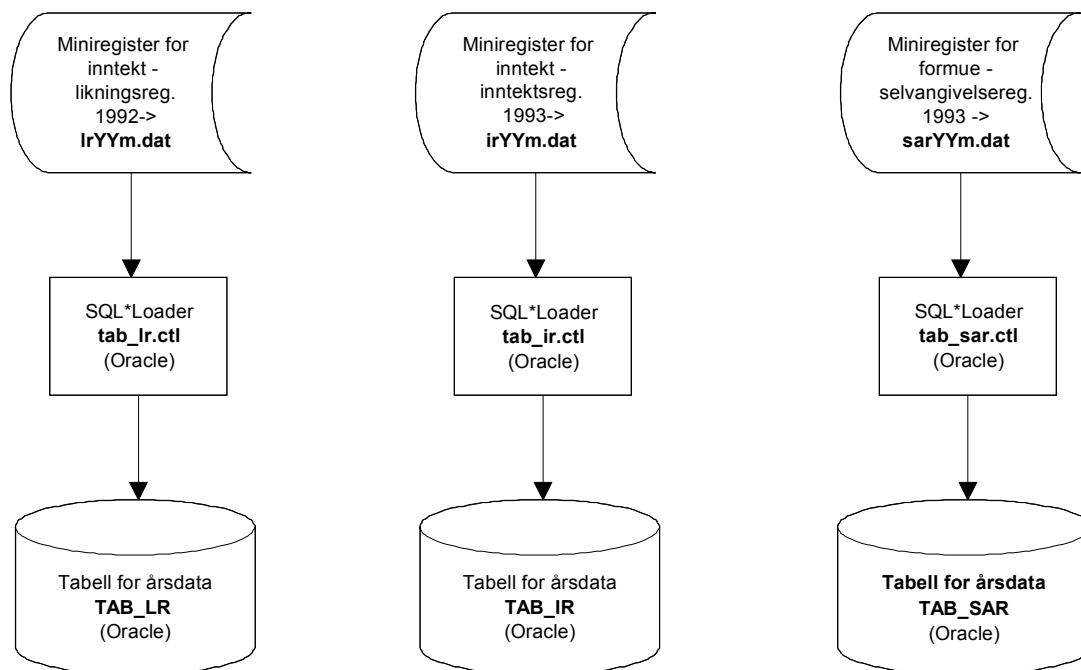 Miniregister for
inntekt -
likningsreg.
1992->
lrYYm.dat
Miniregister for
inntekt -
inntektsreg.
1993->
irYYm.dat
Miniregister for
formue -
selvangivelsereg.
1993 ->
sarYYm.dat
SQL*Loader
tab_lr.ctl
(Oracle)
SQL*Loader
tab_ir.ctl
(Oracle)
SQL*Loader
tab_sar.ctl
(Oracle)
Tabell for årsdata
TAB_LR
(Oracle)
Tabell for årsdata
TAB_IR
(Oracle)
Tabell for årsdata
TAB_SAR
(Oracle)